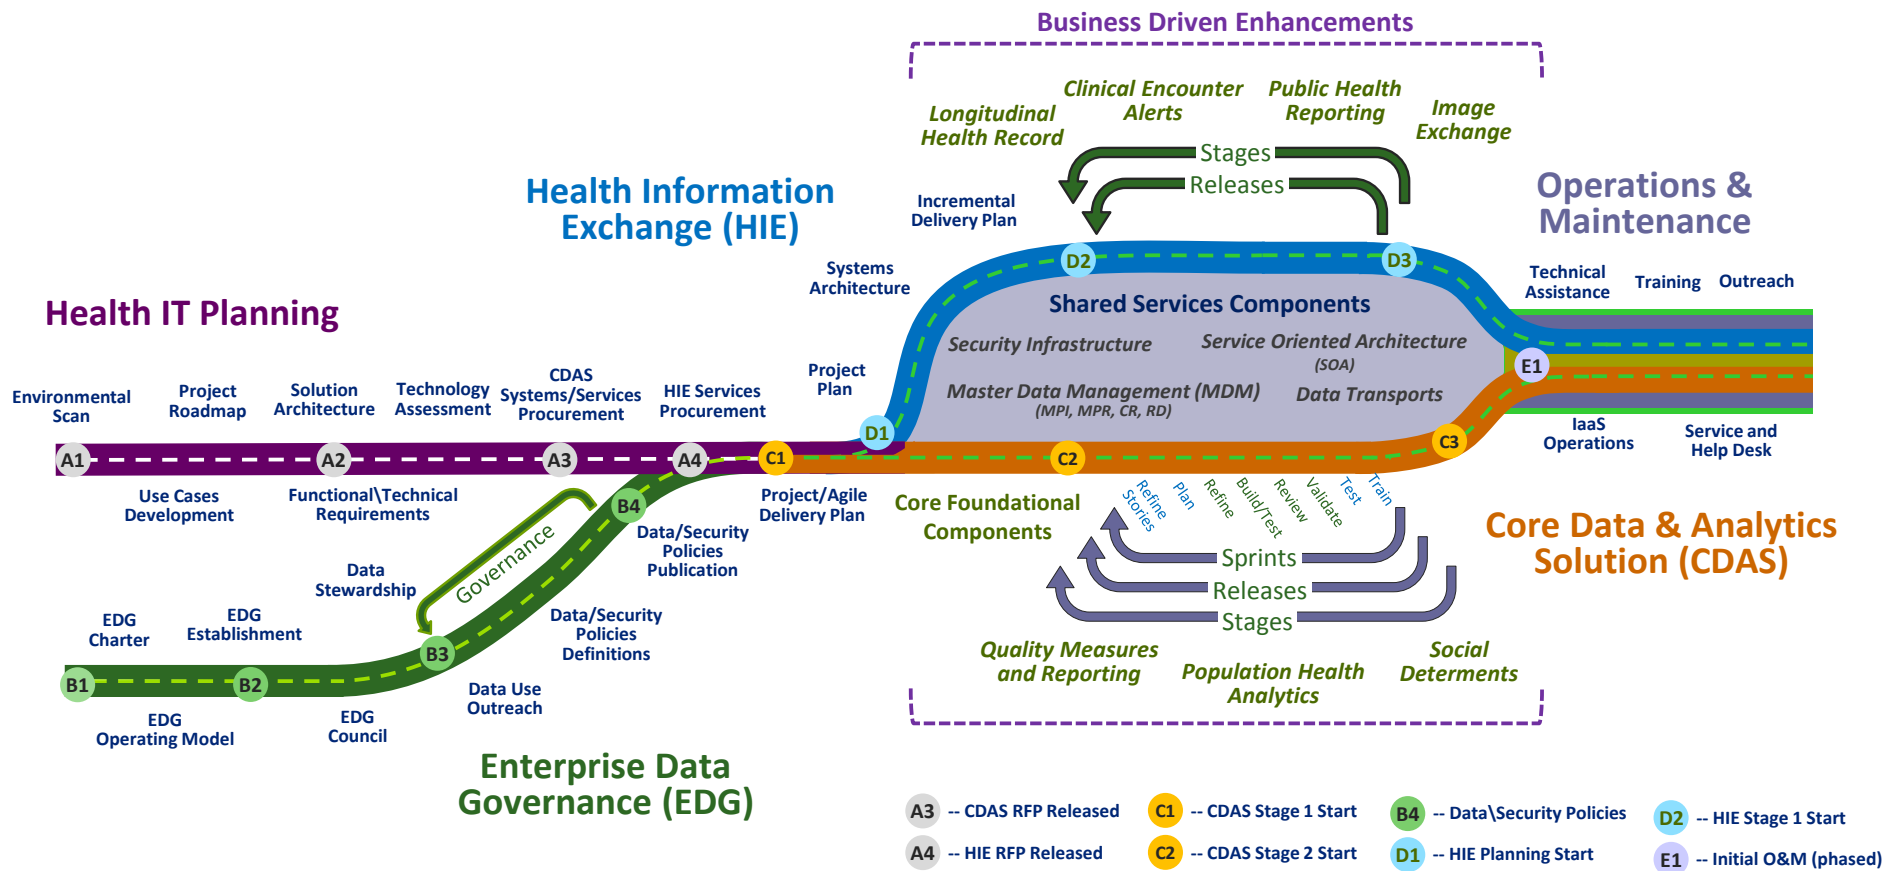 Business Driven Enhancements
Clinical Encounter
Alerts
Public Health
Reporting
Longitudinal
Health Record
Image
Exchange
Stages
Releases
Health Information
Exchange (HIE)
Incremental
Delivery Plan
Operations &
Maintenance
Systems
Architecture
D2
D3
Technical
Assistance
Training
Outreach
Health IT Planning
Shared Services Components
Security Infrastructure
Service Oriented Architecture
(SOA)
Master Data Management (MDM)
(MPI, MPR, CR, RD)
Data Transports
E1
Environmental
Scan
Project
Roadmap
Solution
Architecture
Technology
Assessment
CDAS
Systems/Services
Procurement
HIE Services
Procurement
Project
Plan
D1
A1
A2
A3
A4
C1
C2
C3
IaaS
Operations
Service and
Help Desk
Use Cases
Development
Functional\Technical
Requirements
B4
Project/Agile
Delivery Plan
Core Foundational
Components
Refine
Stories
Plan
Refine
Build/Test
Review
Validate
Test
Train
Core Data & Analytics
Solution (CDAS)
Data/Security
Policies
Publication
Governance
Sprints
Releases
Stages
Data
Stewardship
EDG
Charter
EDG
Establishment
Data/Security
Policies
Definitions
B1
B2
B3
Quality Measures
and Reporting
Population Health
Analytics
Social
Determents
EDG
Operating Model
EDG
Council
Data Use
Outreach
Enterprise Data
Governance (EDG)
A3 -- CDAS RFP Released
C1 -- CDAS Stage 1 Start
B4 -- Data\Security Policies
D2 -- HIE Stage 1 Start
A4 -- HIE RFP Released
C2 -- CDAS Stage 2 Start
D1 -- HIE Planning Start
E1 -- Initial O&M (phased)